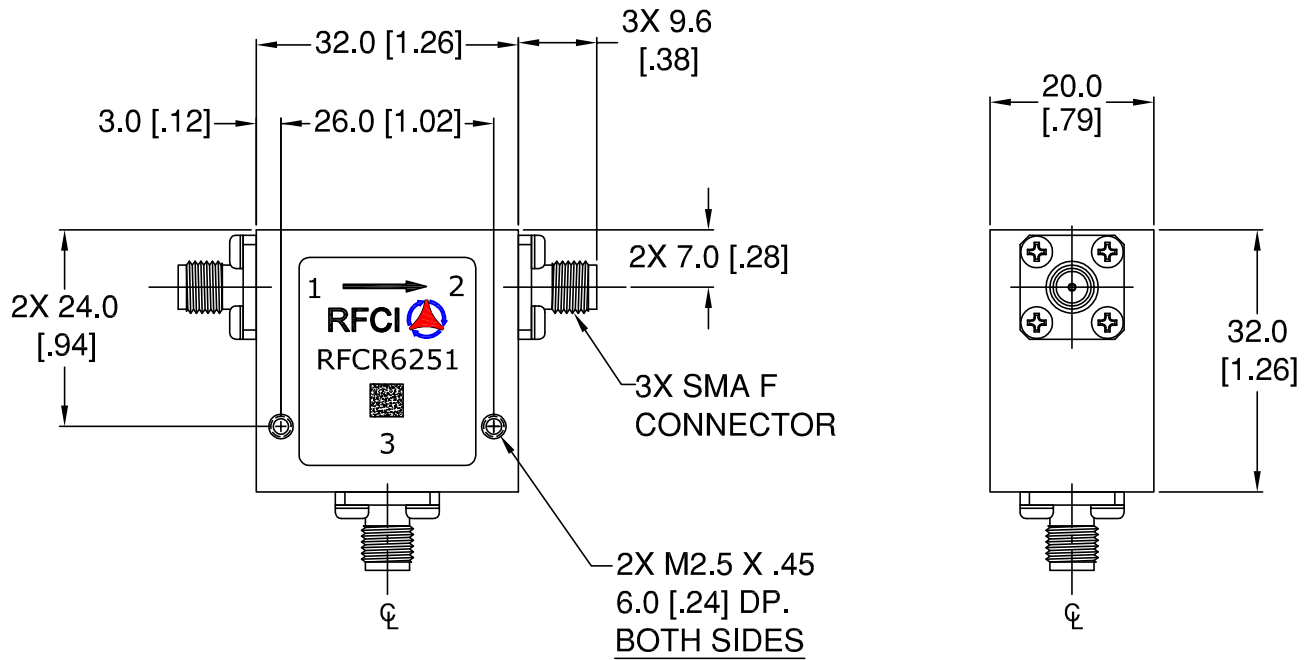 32.0 [1.26]
3X 9.6
[.38]
3.0 [.12]
26.0 [1.02]
20.0
[.79]
2X 7.0 [.28]
2X 24.0
[.94]
1 2
RFCI
RFCR6251
3
3X SMA F
CONNECTOR
32.0
[1.26]
2X M2.5 X .45
6.0 [.24] DP.
BOTH SIDES
℄
℄